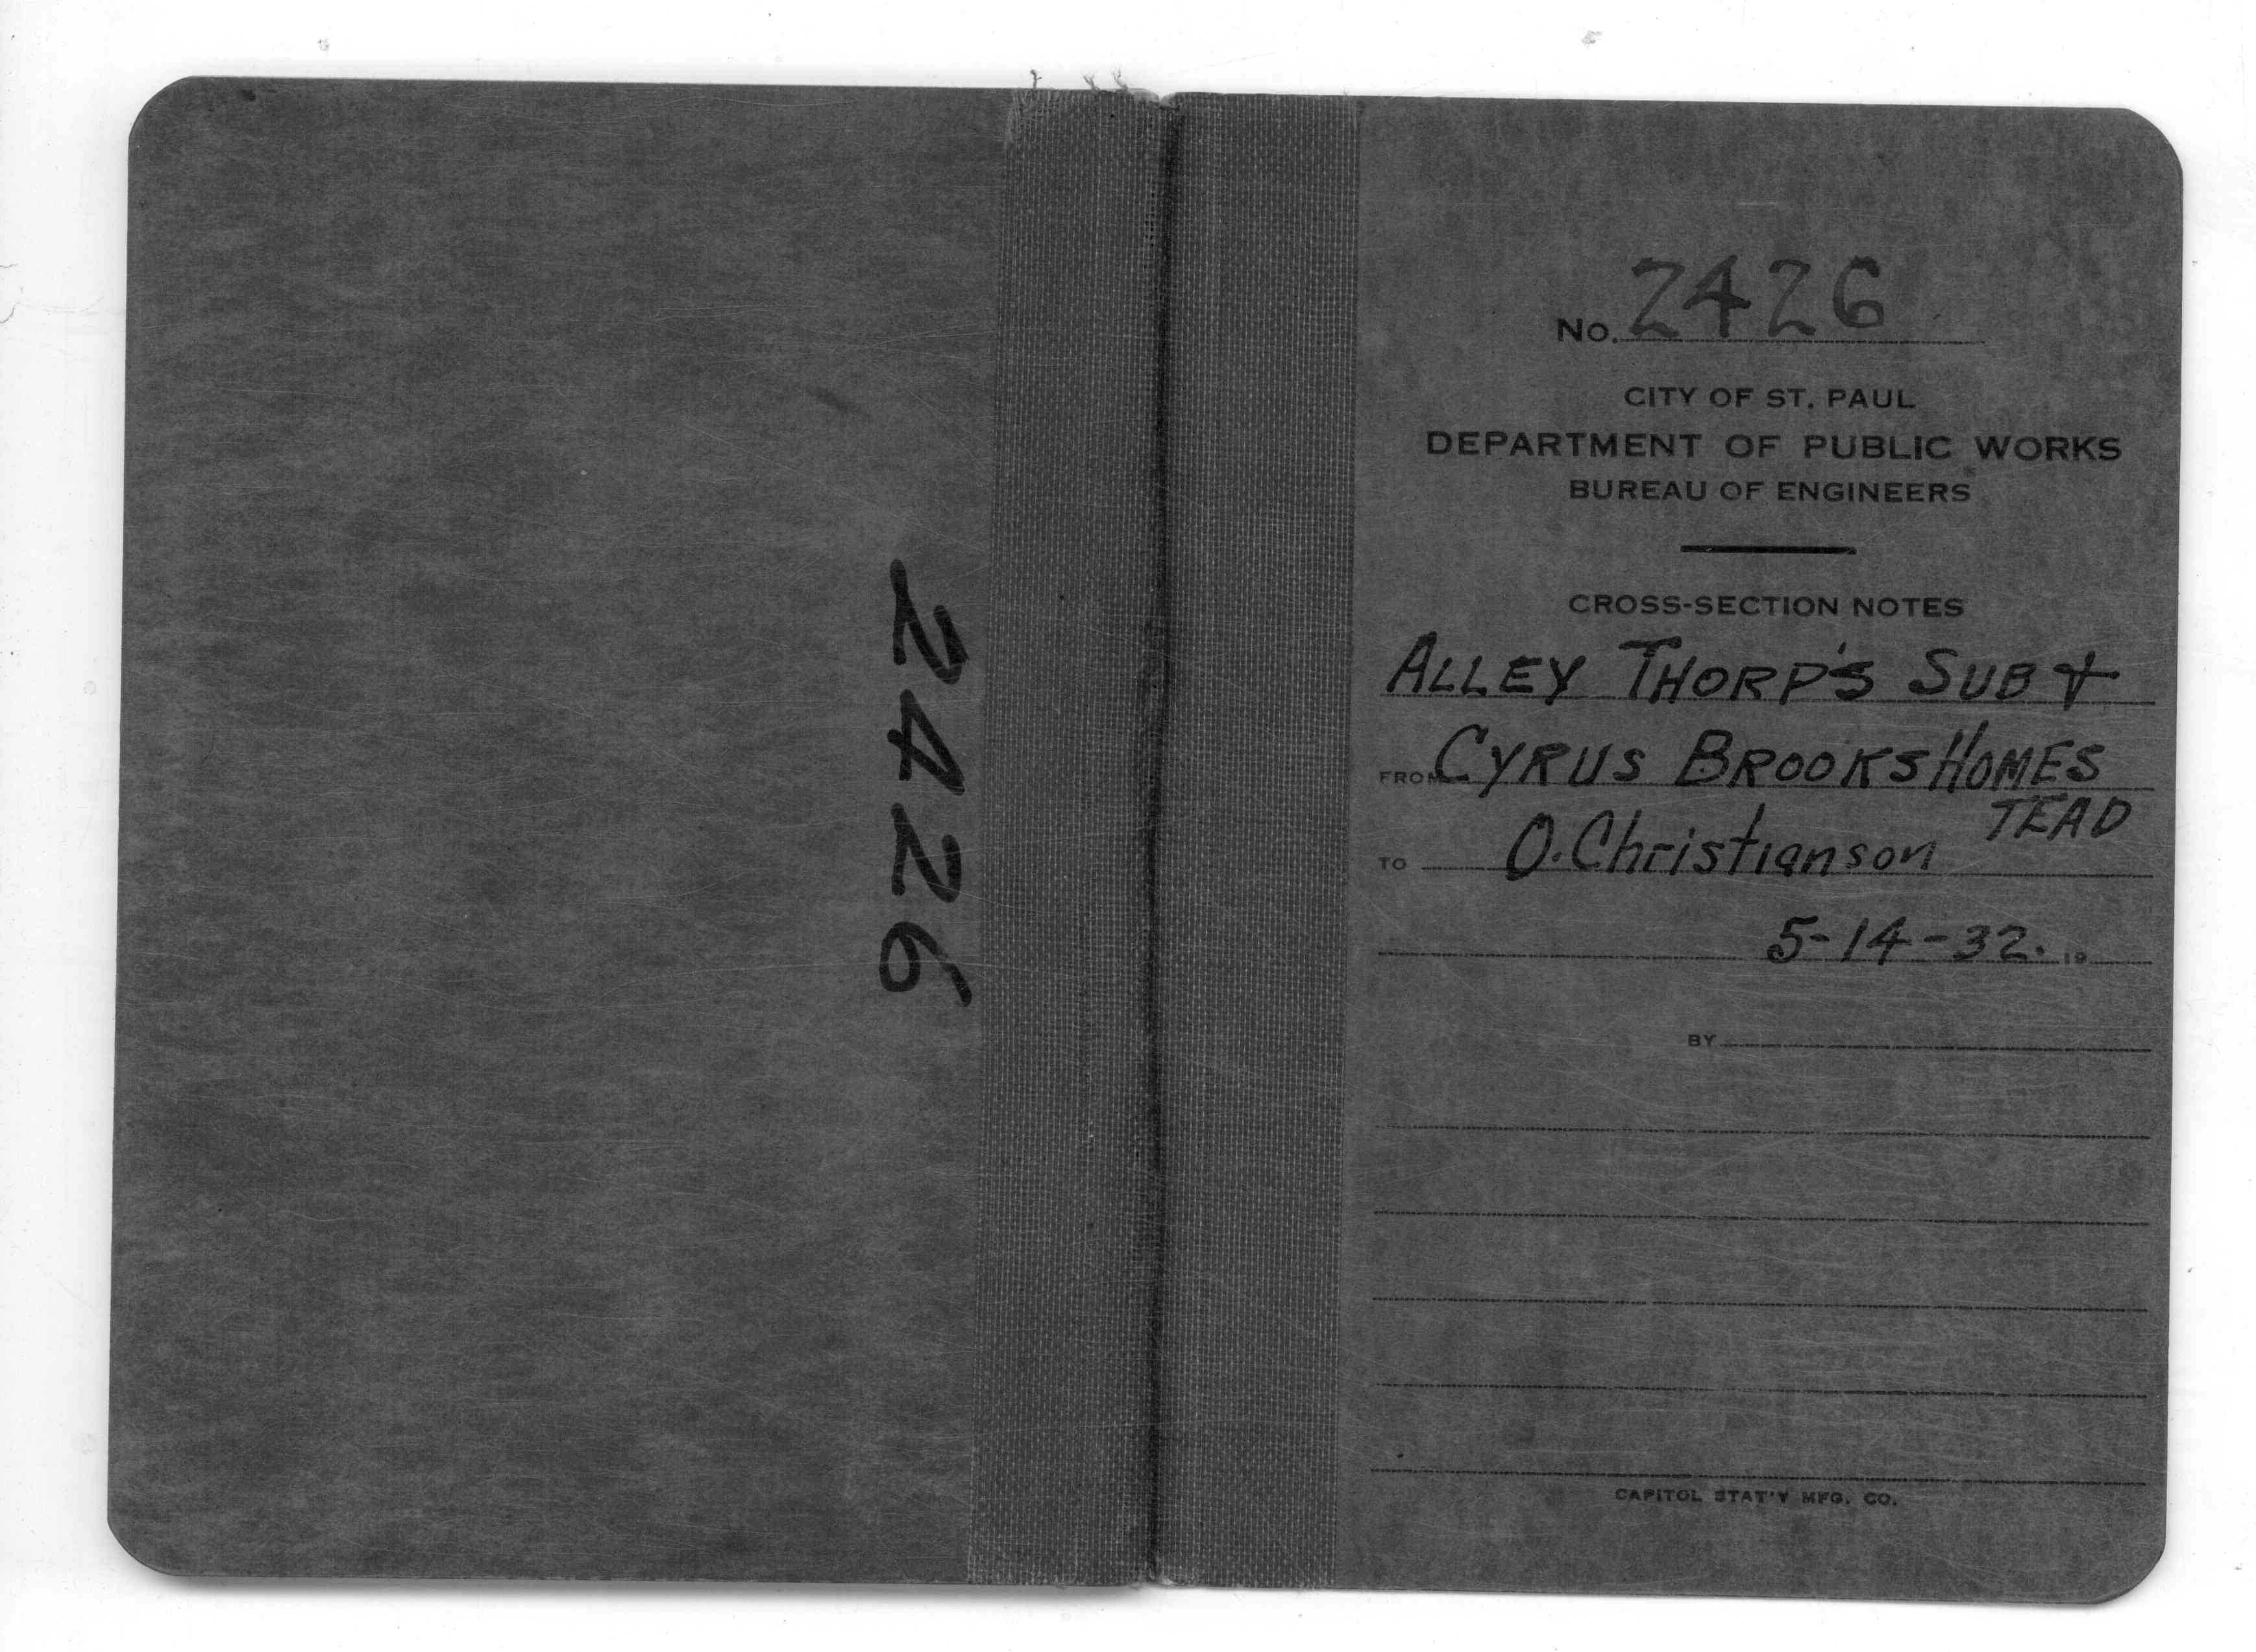 2426
No. 2426
CITY OF ST. PAUL
DEPARTMENT OF PUBLIC WORKS
BUREAU OF ENGINEERS
CROSS-SECTION NOTES
ALLEY THORP'S SUB +
FROM CYRUS BROOKS HOMES
TEAD
TO O. Christianson
5-14-32. 19
BY
CAPITOL STAT'Y MFG. CO.